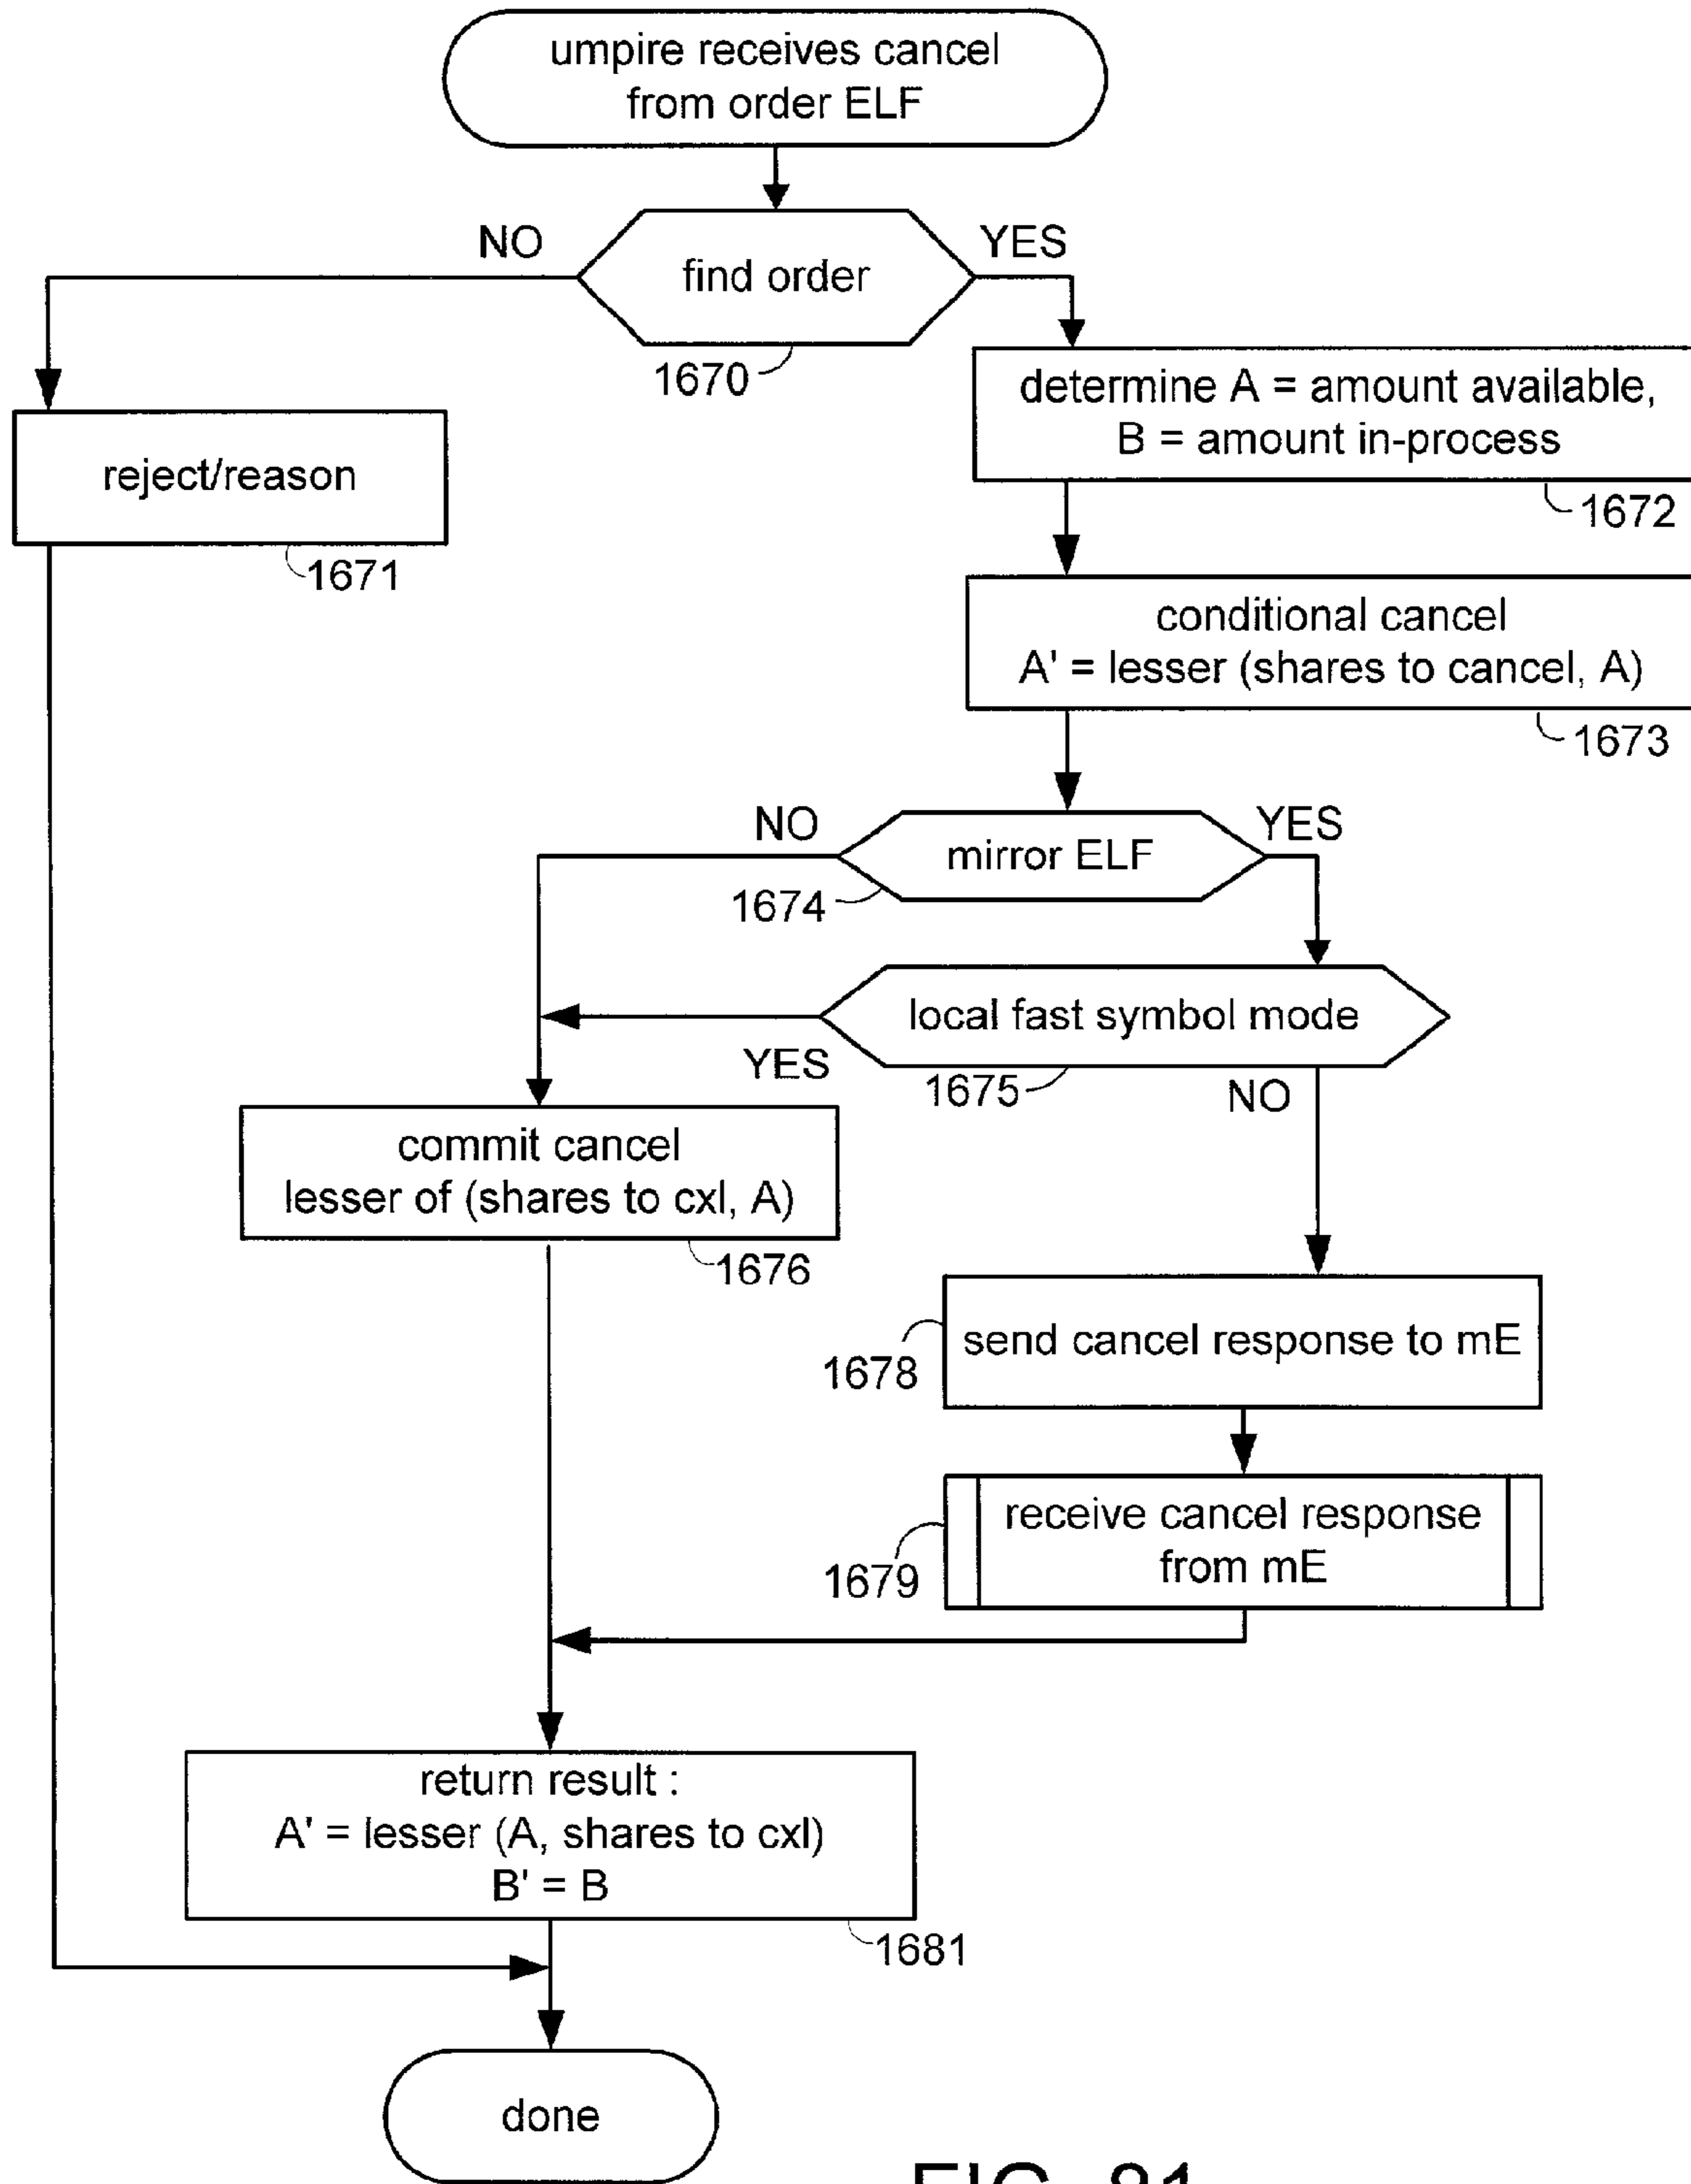 umpire receives cancel
from order ELF
NO
YES
find order
1670
determine A = amount available,
B = amount in-process
1672
reject/reason
1671
conditional cancel
A' = lesser (shares to cancel, A)
1673
NO
YES
mirror ELF
1674
local fast symbol mode
YES
1675
NO
commit cancel
lesser of (shares to cxl, A)
1676
send cancel response to mE
1678
receive cancel response
from mE
1679
return result :
A' = lesser (A, shares to cxl)
B' = B
1681
done
FIG. 81